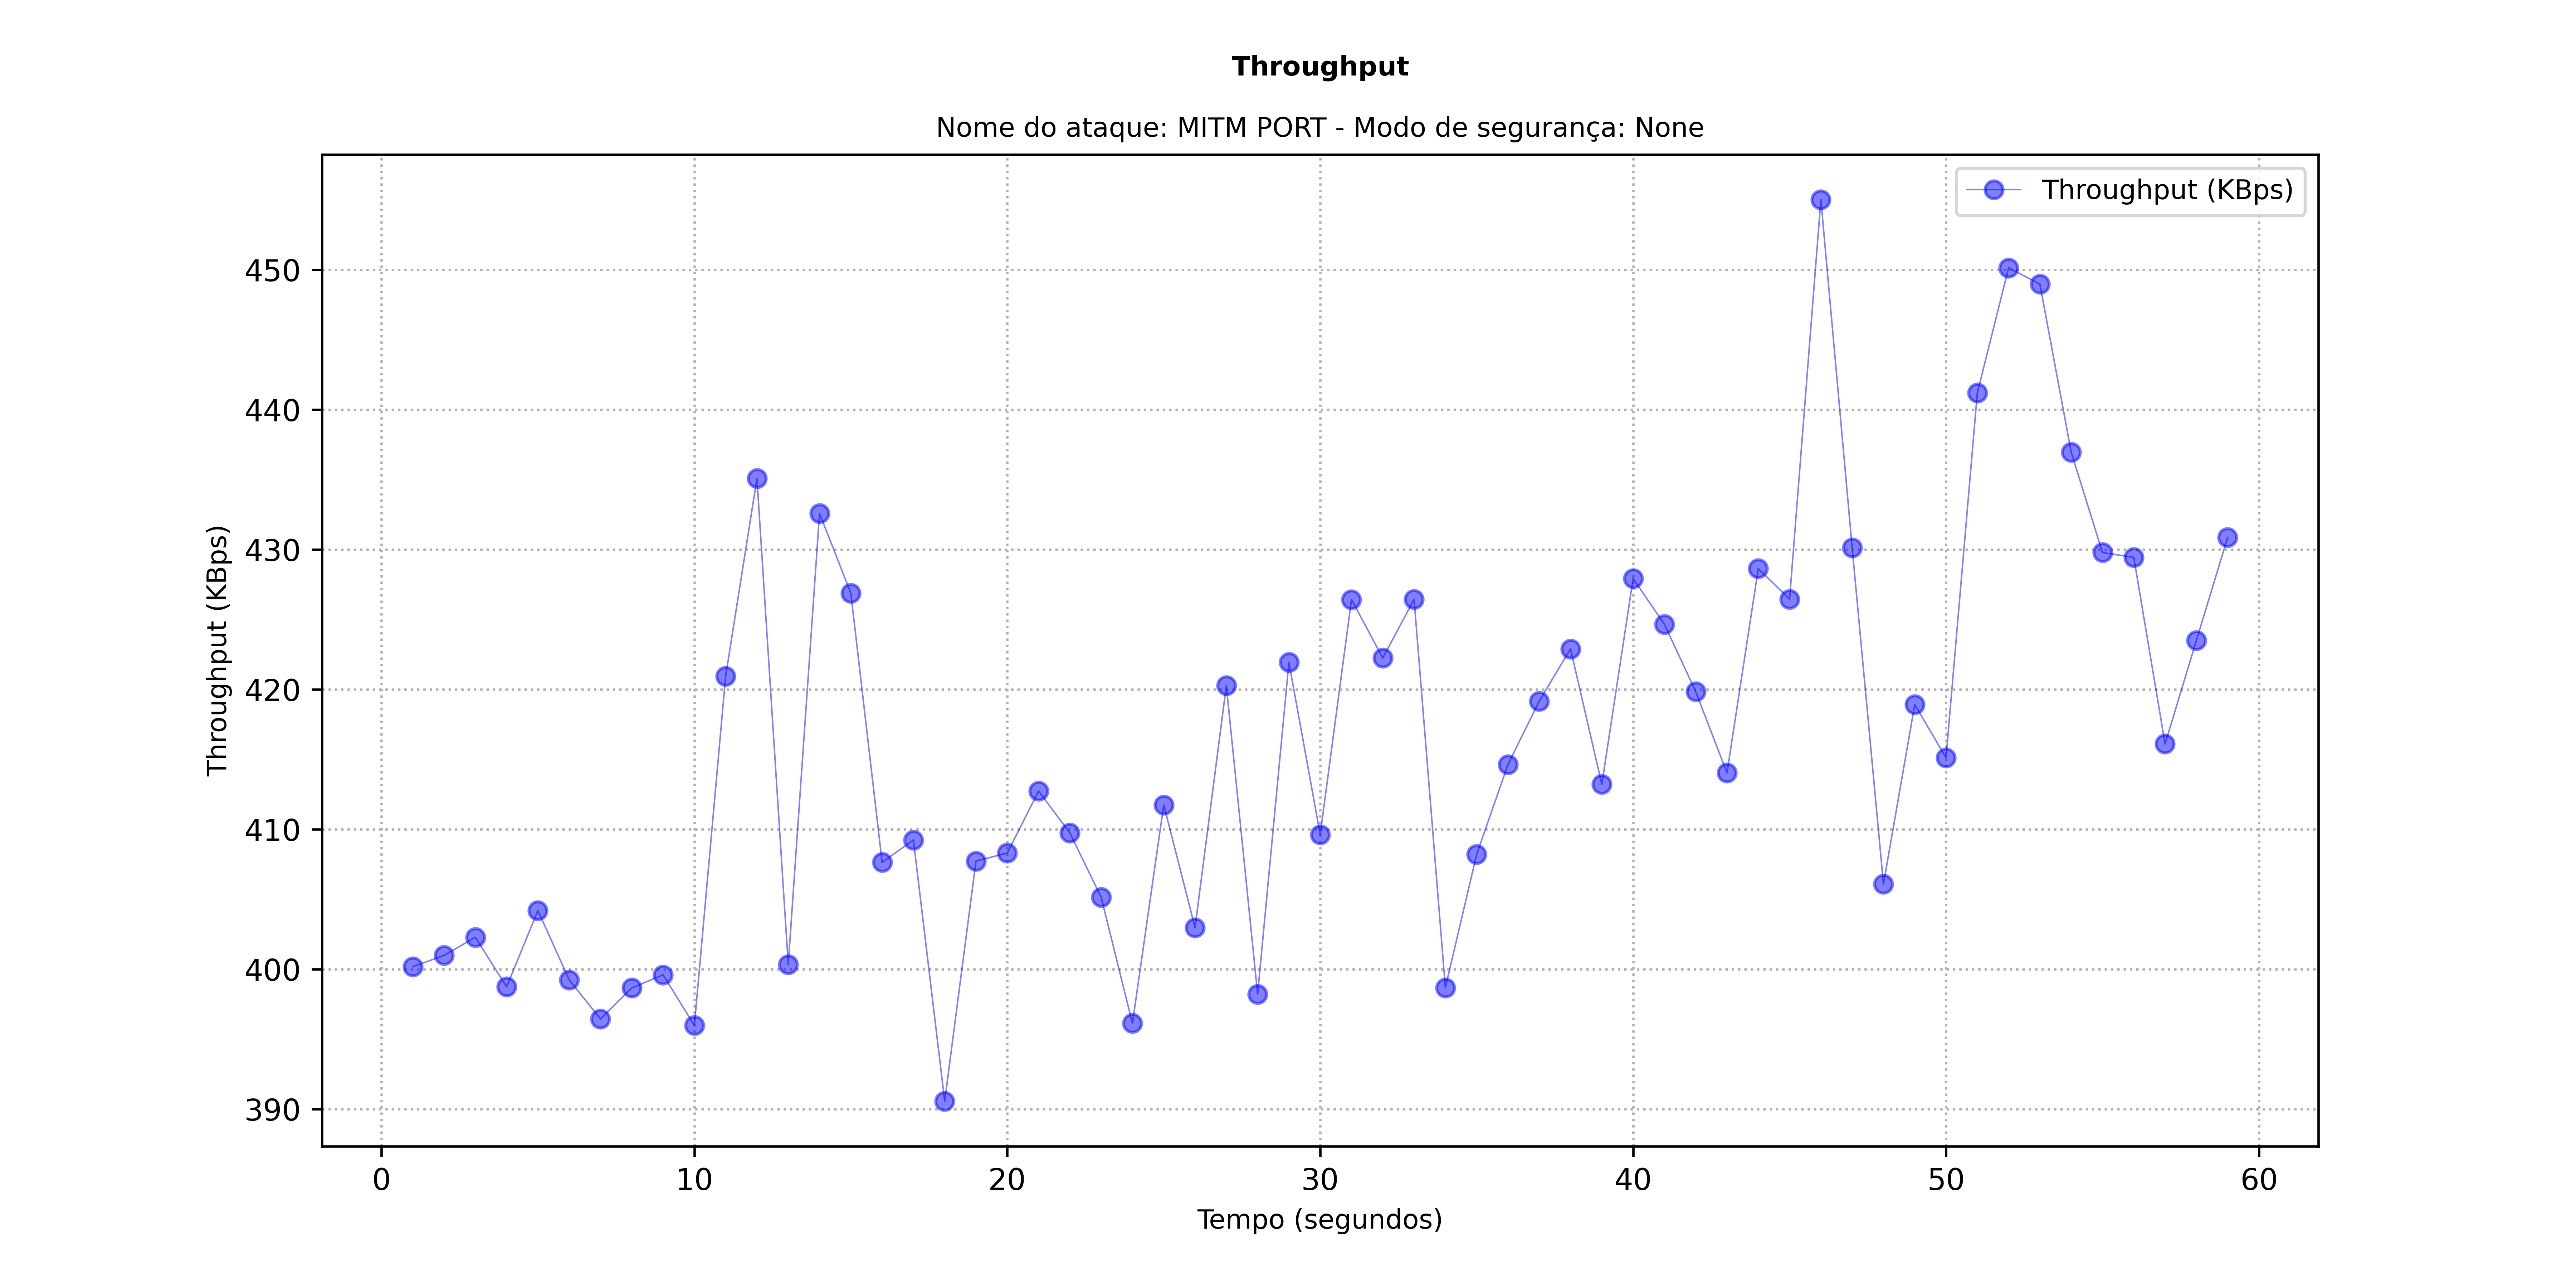 Throughput
Nome do ataque: MITM PORT - Modo de segurança: None
Throughput (KBps)
Throughput (KBps)
450
440
430
420
410
400
390
0 10 20 30 40 50 60
Tempo (segundos)